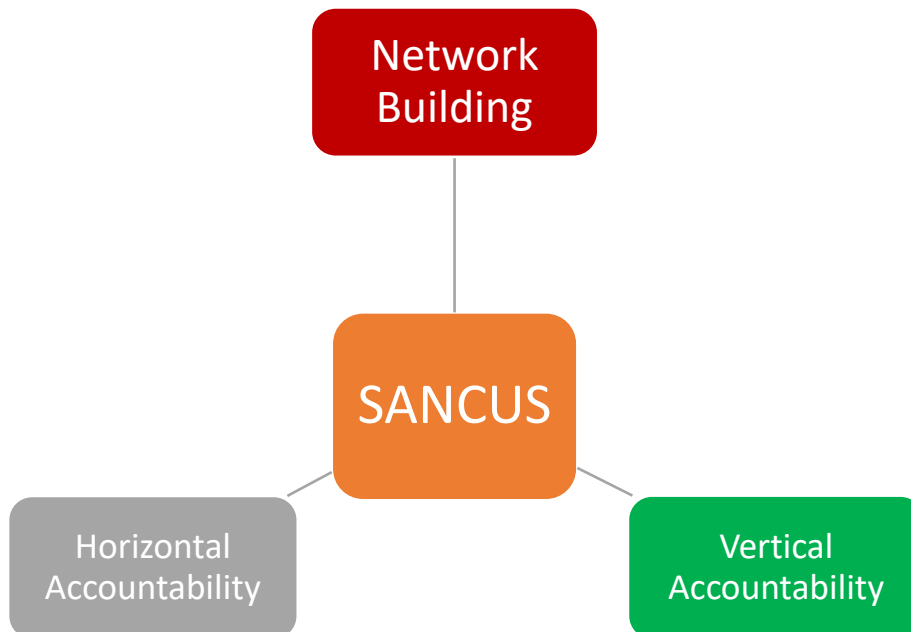 Network
Building
SANCUS
Horizontal
Accountability
Vertical
Accountability